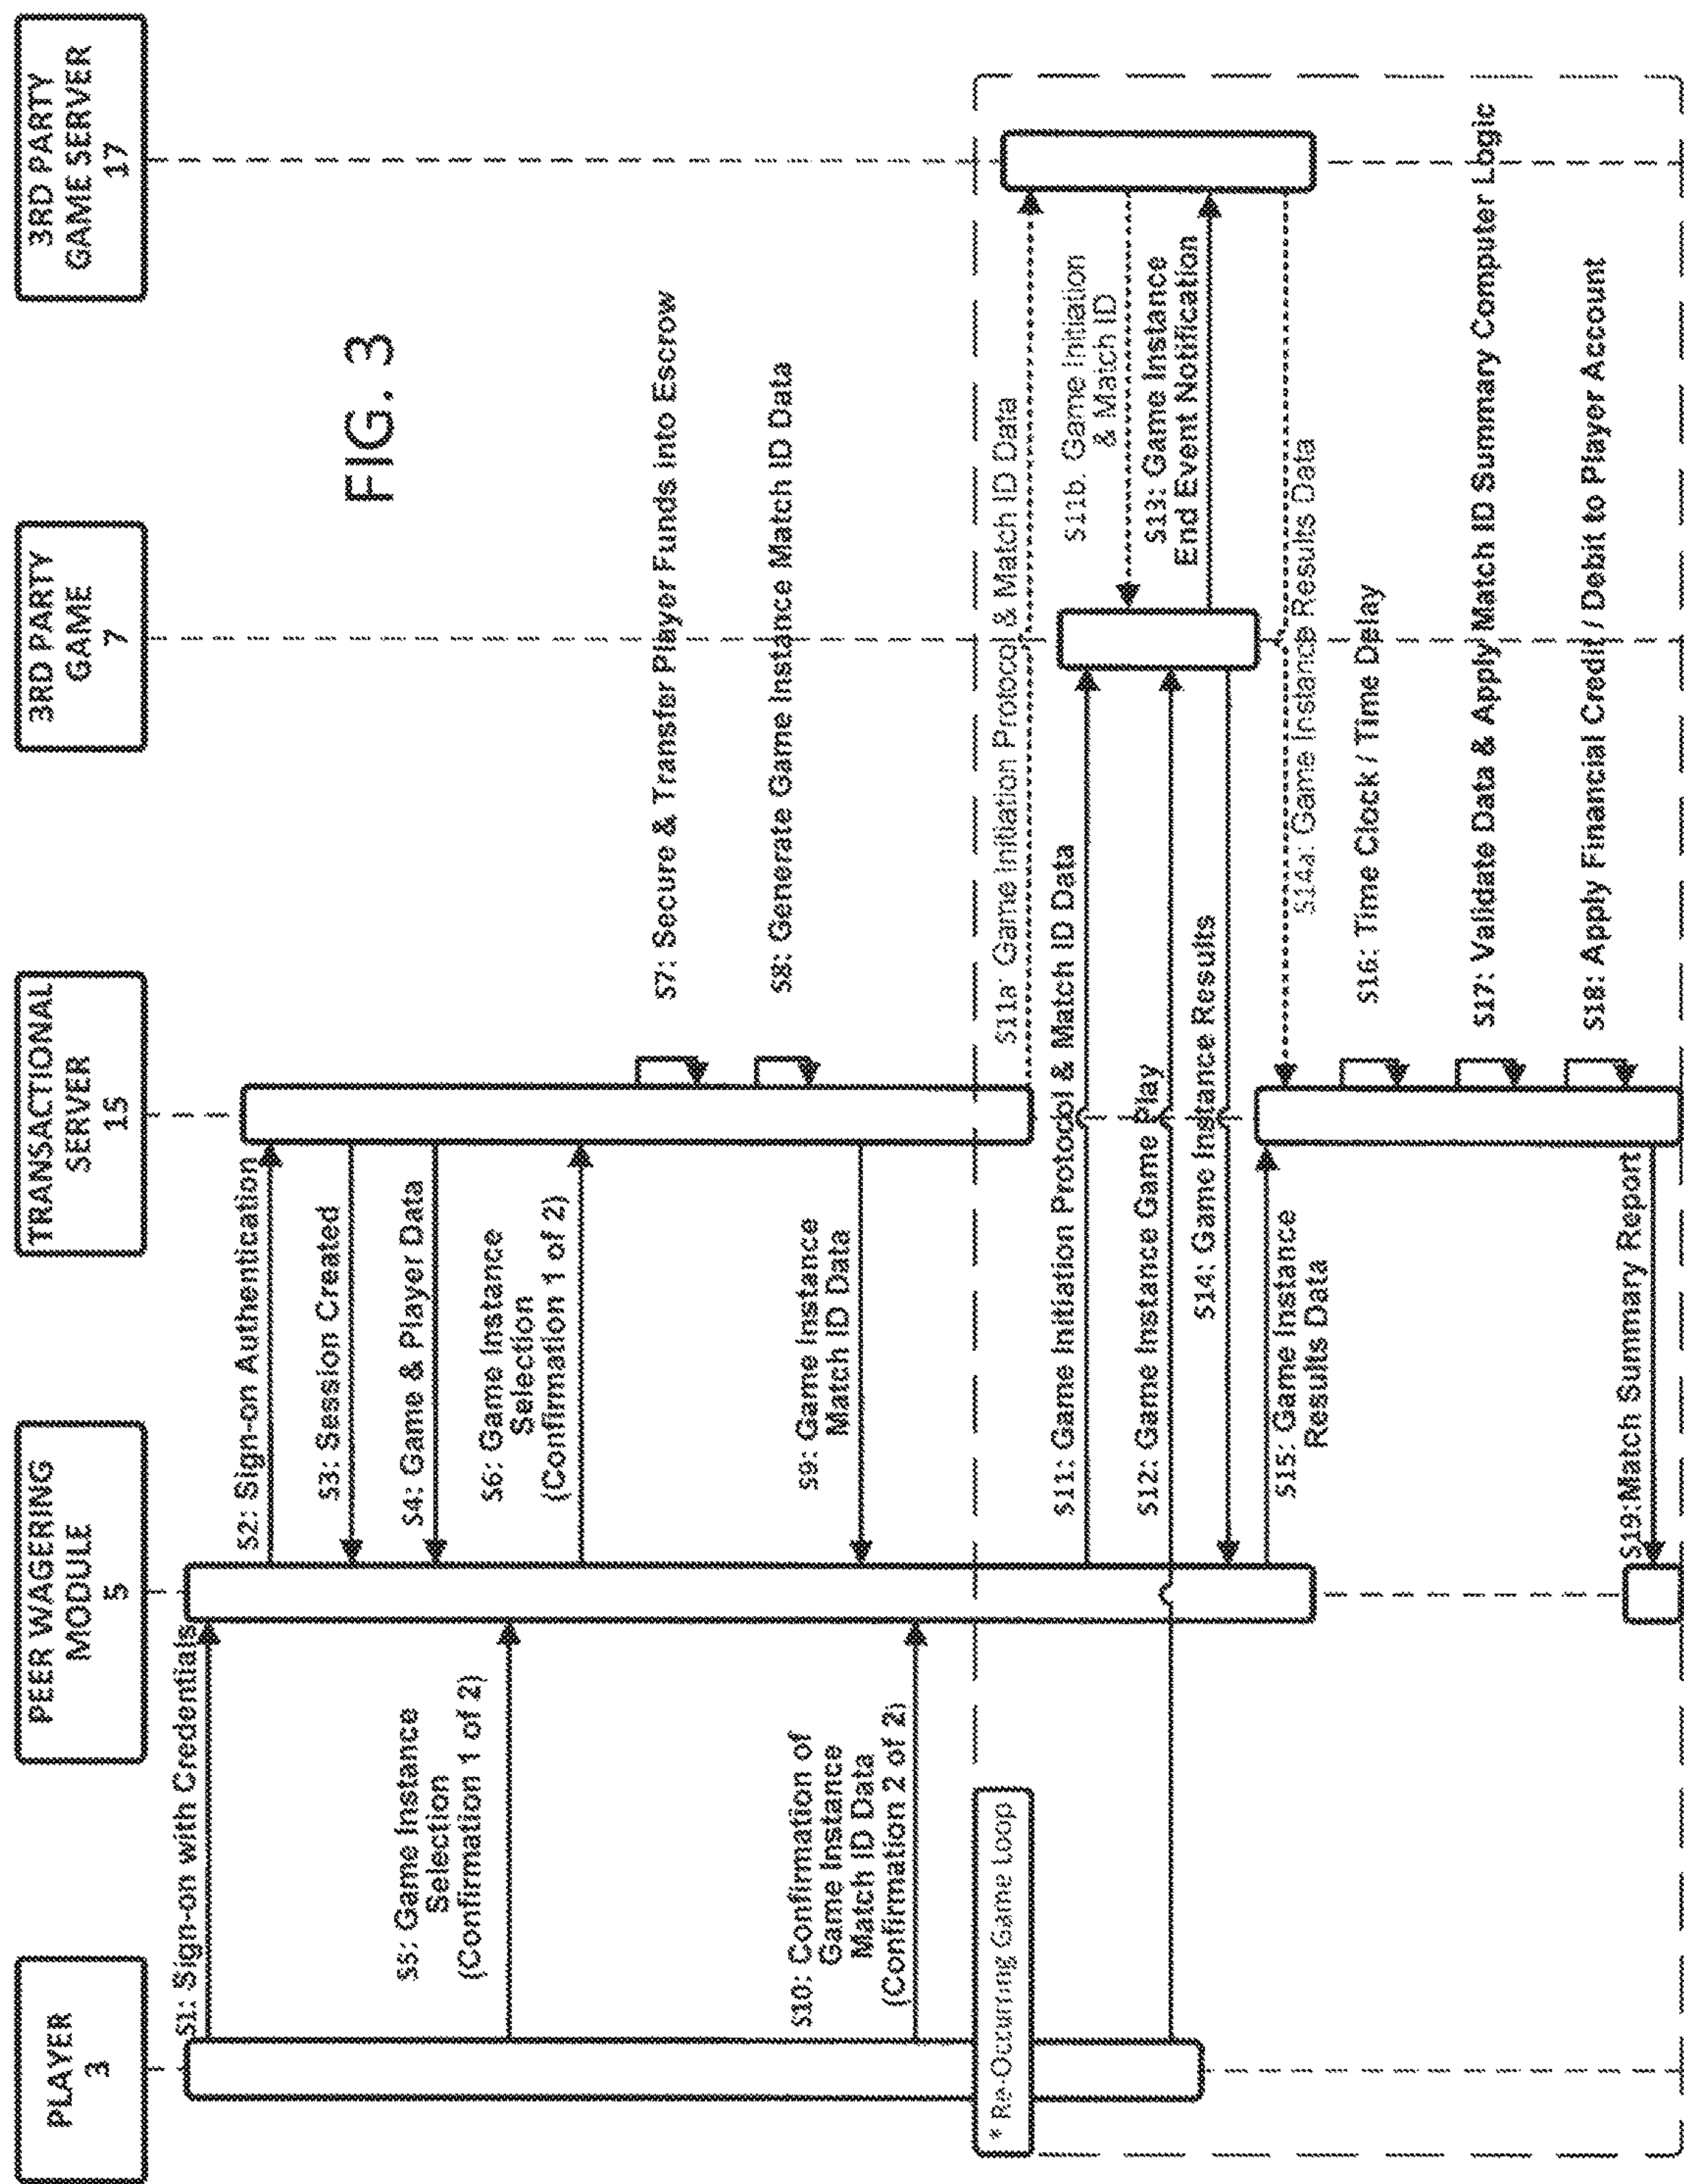 FIG. 3
PLAYER
3
PEER WAGERING
MODULE
5
TRANSACTIONAL
SERVER
15
3RD PARTY
GAME
7
3RD PARTY
GAME SERVER
17
S1: Sign-on with Credentials
S2: Sign-on Authentication
S3: Session Created
S4: Game & Player Data
S5: Game Instance
Selection
(Confirmation 1 of 2)
S6: Game Instance
Selection
(Confirmation 1 of 2)
S7: Secure & Transfer Player Funds into Escrow
S8: Generate Game Instance Match ID Data
S9: Game Instance
Match ID Data
S10: Confirmation of
Game Instance
Match ID Data
(Confirmation 2 of 2)
* Re-Occurring Game Loop
S11a: Game Initiation Protocol & Match ID Data
S11: Game Initiation Protocol & Match ID Data
S11b. Game Initiation
& Match ID
S12: Game Instance Game Play
S13: Game Instance
End Event Notification
S14: Game Instance Results
S14a: Game Instance Results Data
S15: Game Instance
Results Data
S16: Time Clock / Time Delay
S17: Validate Data & Apply Match ID Summary Computer Logic
S18: Apply Financial Credit / Debit to Player Account
S19:Match Summary Report